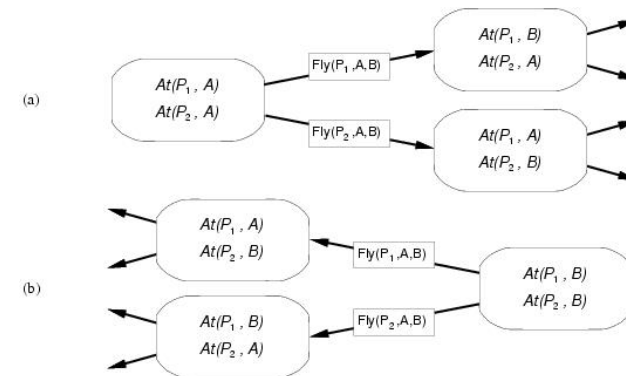 (a)
At(P1 , A)
At(P2 , A)
Fly(P1,A,B)
Fly(P2,A,B)
At(P1 , B)
At(P2 , A)
At(P1 , A)
At(P2 , B)
(b)
At(P1 , A)
At(P2 , B)
At(P1 , B)
At(P2 , A)
Fly(P1,A,B)
Fly(P2,A,B)
At(P1 , B)
At(P2 , B)